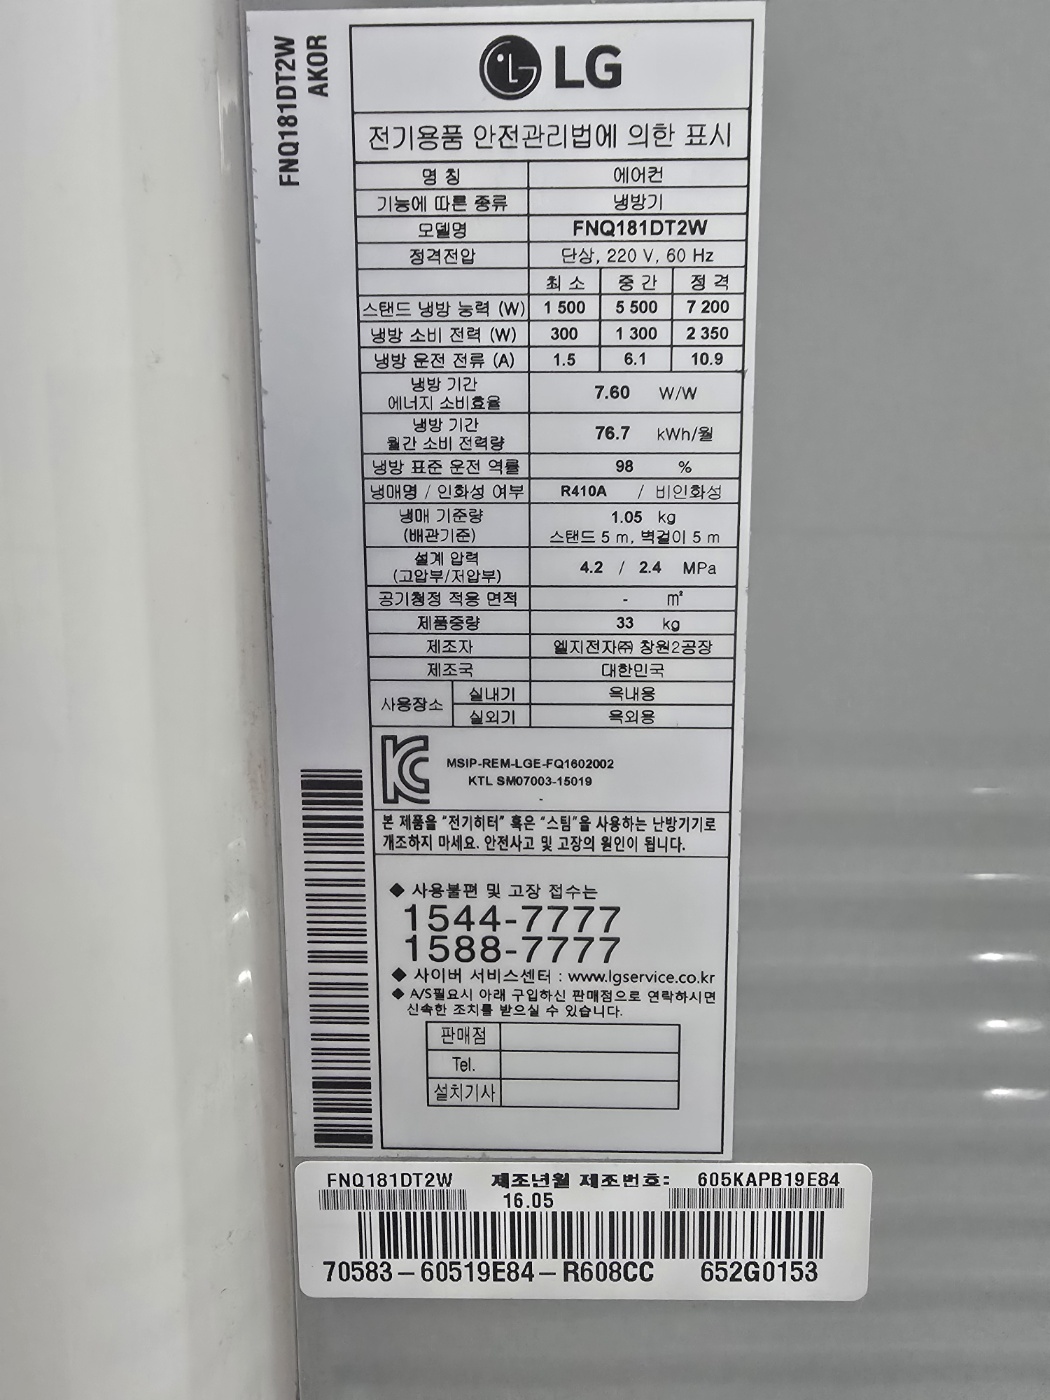 FNQ181DT2W
AKOR
LG
전기용품 안전관리법에 의한 표시
명 칭 에어컨
기능에 따른 종류 냉방기
모델명 FNQ181DT2W
정격전압 단상, 220 V, 60 Hz
최 소 중 간 정 격
스탠드 냉방 능력 (W) 1 500 5 500 7 200
냉방 소비 전력 (W) 300 1 300 2 350
냉방 운전 전류 (A) 1.5 6.1 10.9
냉방 기간
에너지 소비효율 7.60 W/W
냉방 기간
월간 소비 전력량 76.7 kWh/월
냉방 표준 운전 역률 98 %
냉매명 / 인화성 여부 R410A / 비인화성
냉매 기준량 1.05 kg
(배관기준) 스탠드 5 m, 벽걸이 5 m
설계 압력
(고압부/저압부) 4.2 / 2.4 MPa
공기청정 적용 면적 - m²
제품중량 33 kg
제조자 엘지전자㈜ 창원2공장
제조국 대한민국
사용장소 실내기 옥내용
실외기 옥외용
MSIP-REM-LGE-FQ1602002
KTL SM07003-15019
-
본 제품을 "전기히터" 혹은 "스팀"을 사용하는 난방기기로
개조하지 마세요. 안전사고 및 고장의 원인이 됩니다.
◆ 사용불편 및 고장 접수는
1544-7777
1588-7777
◆ 사이버 서비스센터 : www.lgservice.co.kr
◆ A/S필요시 아래 구입하신 판매점으로 연락하시면
신속한 조치를 받으실 수 있습니다.
판매점
Tel.
설치기사
FNQ181DT2W 제조년월 제조번호: 605KAPB19E84
16.05
70583-60519E84-R608CC 652G0153